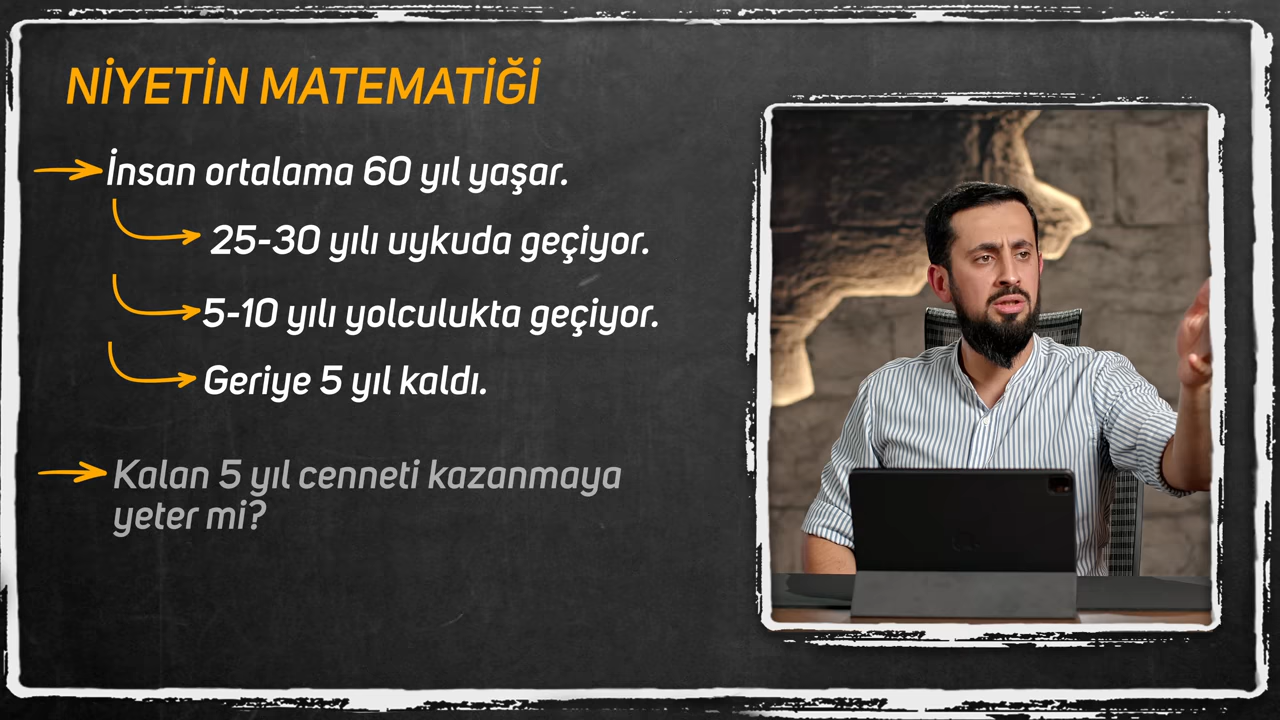 NİYETİN MATEMATİĞİ
İnsan ortalama 60 yıl yaşar.
25-30 yılı uykuda geçiyor.
5-10 yılı yolculukta geçiyor.
Geriye 5 yıl kaldı.
Kalan 5 yıl cenneti kazanmaya
yeter mi?